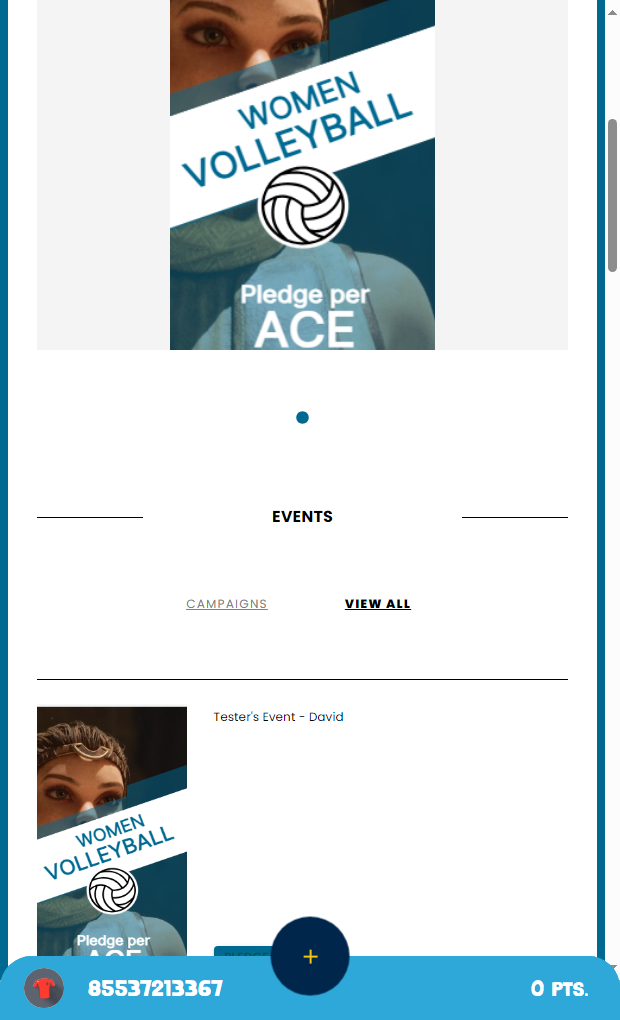 WOMEN
VOLLEYBALL
Pledge per
ACE
EVENTS
CAMPAIGNS
VIEW ALL
Tester's Event - David
WOMEN
VOLLEYBALL
Pledge per
ACE
85537213367
0 PTS.